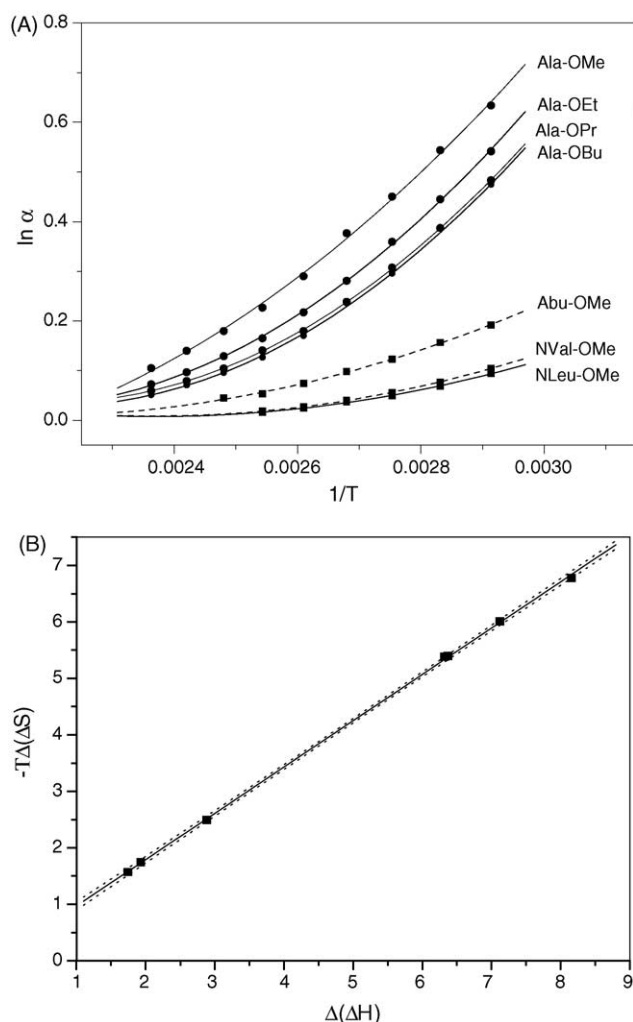 (A)
Ala-OMe
0.8
Ala-OEt
0.6
Ala-OPr
Ala-OBu
ln α
0.4
0.2
Abu-OMe
NVal-OMe
NLeu-OMe
0.0
0.0024 0.0026 0.0028 0.0030
1/T
(B)
7
6
5
-TΔ(ΔS)
4
3
2
1
0
1 2 3 4 5 6 7 8 9
Δ(ΔH)